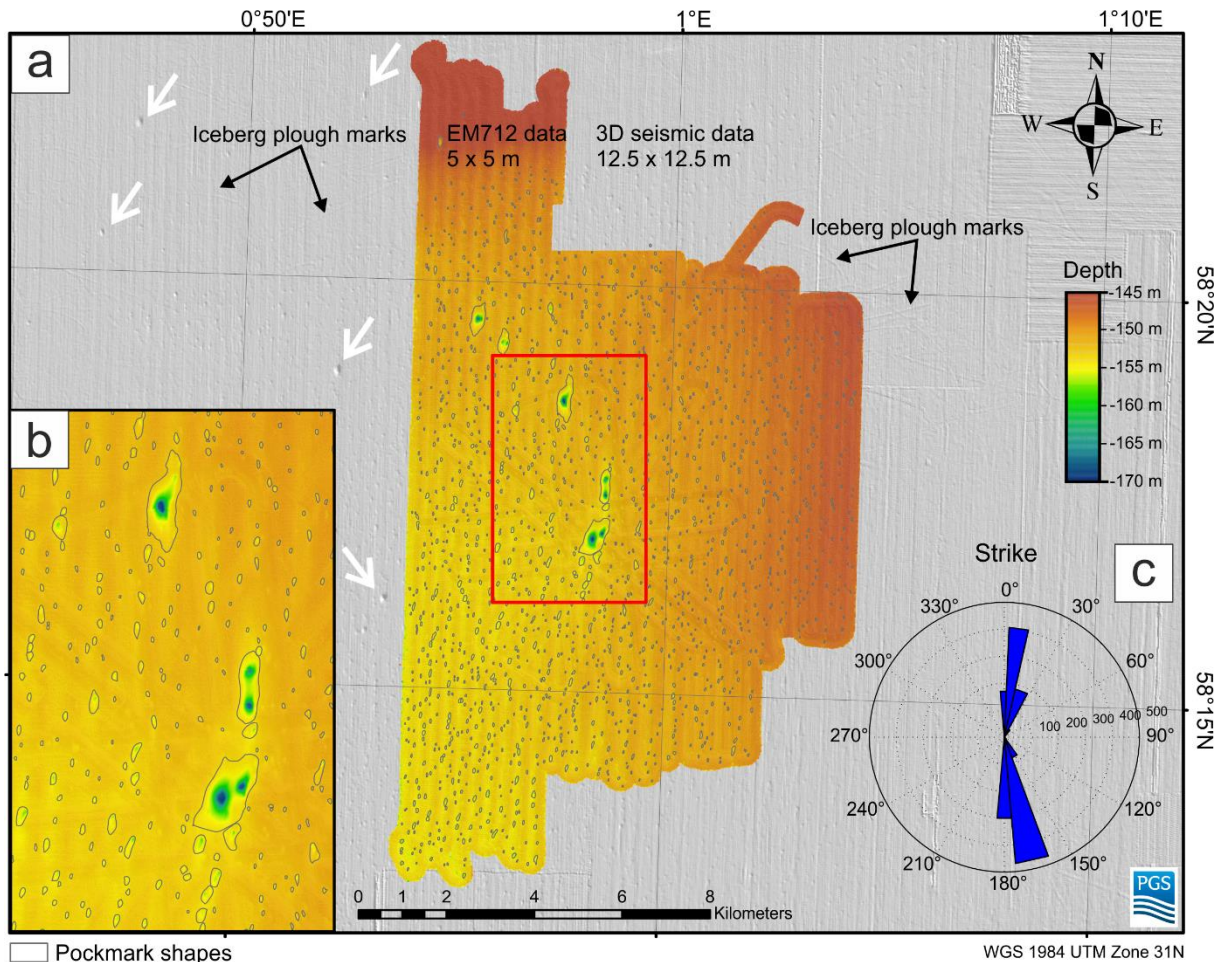 0°50'E
1°E
1°10'E
a
Iceberg plough marks
EM712 data
5 x 5 m
3D seismic data
12.5 x 12.5 m
N
W
E
S
Iceberg plough marks
Depth
-145 m
-150 m
-155 m
-160 m
-165 m
-170 m
58°20'N
b
Strike
c
0°
330°
30°
300°
60°
270°
100 200 300 400 500
90°
240°
120°
210°
150°
180°
58°15'N
0 1 2 4 6 8
Kilometers
PGS
Pockmark shapes
WGS 1984 UTM Zone 31N